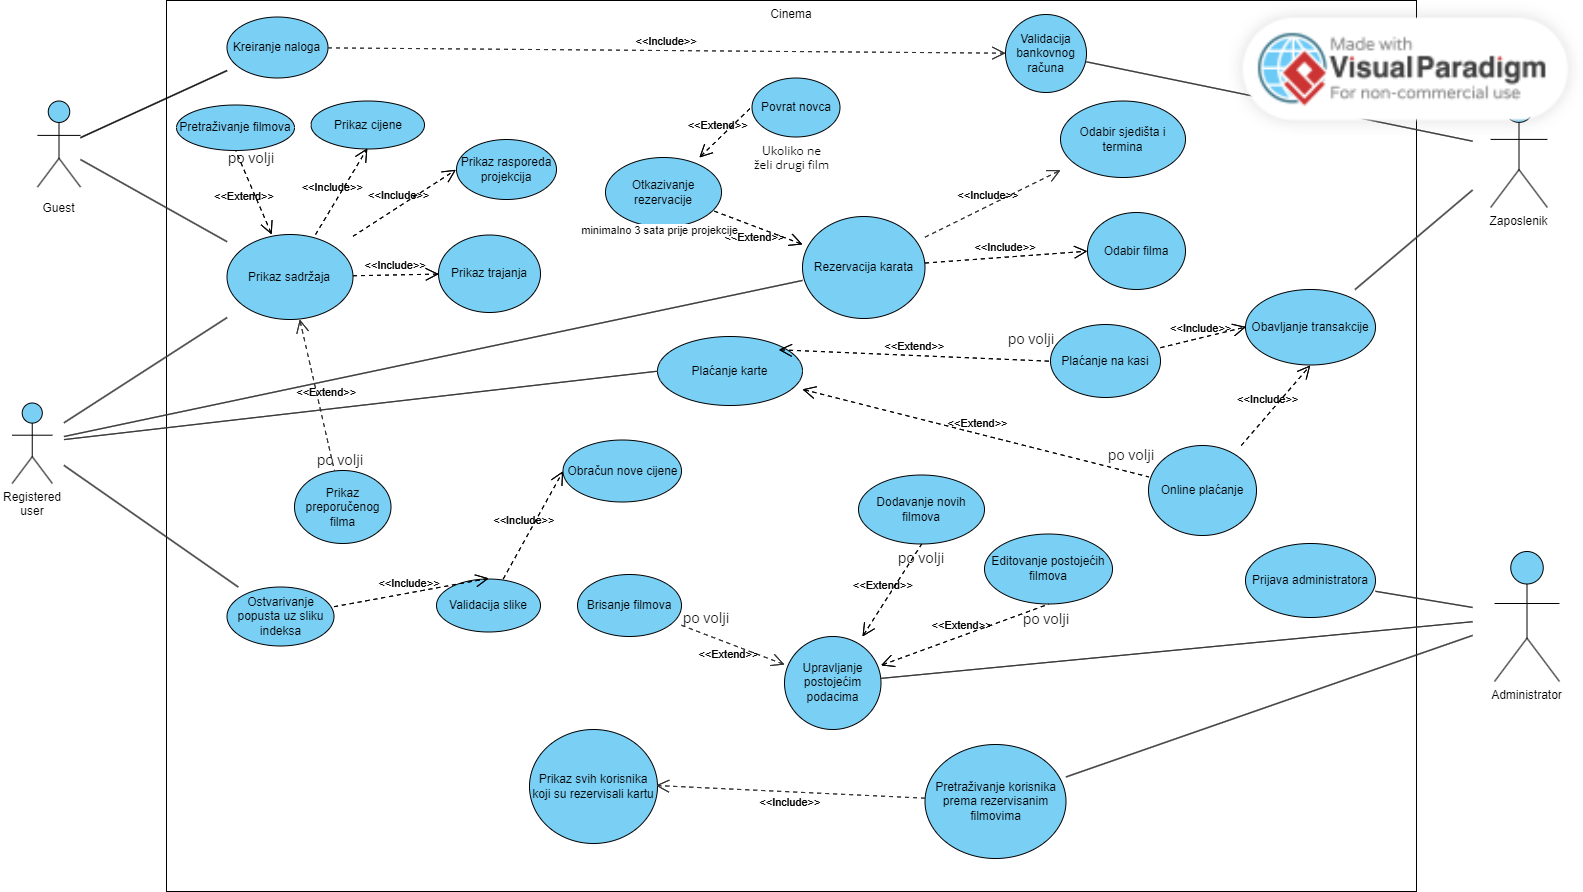 Cinema
Kreiranje naloga
<<Include>>
Validacija
bankovnog
računa
Made with
VisualParadigm
For non-commercial use
Guest
Pretraživanje filmova
po volji
<<Extend>>
Prikaz cijene
<<Include>>
Prikaz rasporeda
projekcija
<<Include>>
Povrat novca
<<Extend>>
Ukoliko ne
želi drugi film
Otkazivanje
rezervacije
minimalno 3 sata prije projekcije
<<Extend>>
Odabir sjedišta i
termina
<<Include>>
Zaposlenik
Prikaz sadržaja
<<Include>>
Prikaz trajanja
Rezervacija karata
<<Include>>
Odabir filma
Plaćanje karte
<<Extend>>
po volji
Plaćanje na kasi
<<Include>>
Obavljanje transakcije
<<Extend>>
<<Include>>
<<Extend>>
po volji
Online plaćanje
Registered
user
po volji
Prikaz
preporučenog
filma
Obračun nove cijene
<<Include>>
Dodavanje novih
filmova
po volji
<<Extend>>
Editovanje postojećih
filmova
po volji
<<Extend>>
Prijava administratora
Ostvarivanje
popusta uz sliku
indeksa
<<Include>>
Validacija slike
Brisanje filmova
po volji
<<Extend>>
Upravljanje
postojećim
podacima
Administrator
Prikaz svih korisnika
koji su rezervisali kartu
<<Include>>
Pretraživanje korisnika
prema rezervisanim
filmovima